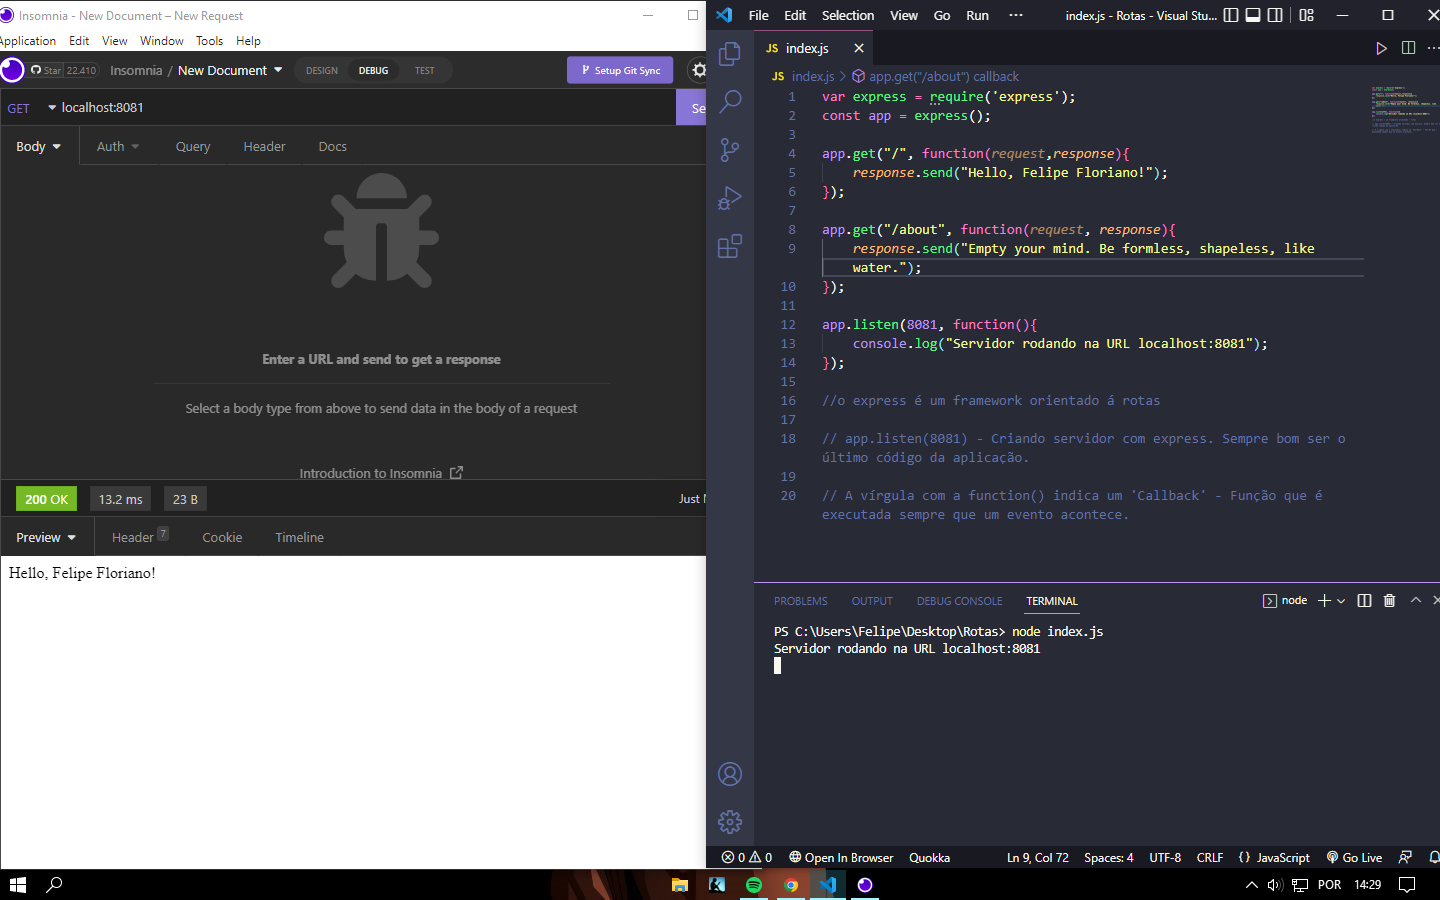 Insomnia - New Document – New Request
Application Edit View Window Tools Help
Star 22.410 Insomnia / New Document DESIGN DEBUG TEST Setup Git Sync
GET localhost:8081 Se
Body Auth Query Header Docs
Enter a URL and send to get a response
Select a body type from above to send data in the body of a request
Introduction to Insomnia
200 OK 13.2 ms 23 B Just
Preview Header 7 Cookie Timeline
Hello, Felipe Floriano!
File Edit Selection View Go Run ··· index.js - Rotas - Visual Stu...
JS index.js
JS index.js > app.get("/about") callback
1 var express = require('express');
2 const app = express();
3
4 app.get("/", function(request,response){
5 response.send("Hello, Felipe Floriano!");
6 });
7
8 app.get("/about", function(request, response){
9 response.send("Empty your mind. Be formless, shapeless, like
water.");
10 });
11
12 app.listen(8081, function(){
13 console.log("Servidor rodando na URL localhost:8081");
14 });
15
16 //o express é um framework orientado á rotas
17
18 // app.listen(8081) - Criando servidor com express. Sempre bom ser o
último código da aplicação.
19
20 // A vírgula com a function() indica um 'Callback' - Função que é
executada sempre que um evento acontece.
PROBLEMS OUTPUT DEBUG CONSOLE TERMINAL node
PS C:\Users\Felipe\Desktop\Rotas> node index.js
Servidor rodando na URL localhost:8081
0 0 Open In Browser Quokka Ln 9, Col 72 Spaces: 4 UTF-8 CRLF {} JavaScript Go Live
POR 14:29